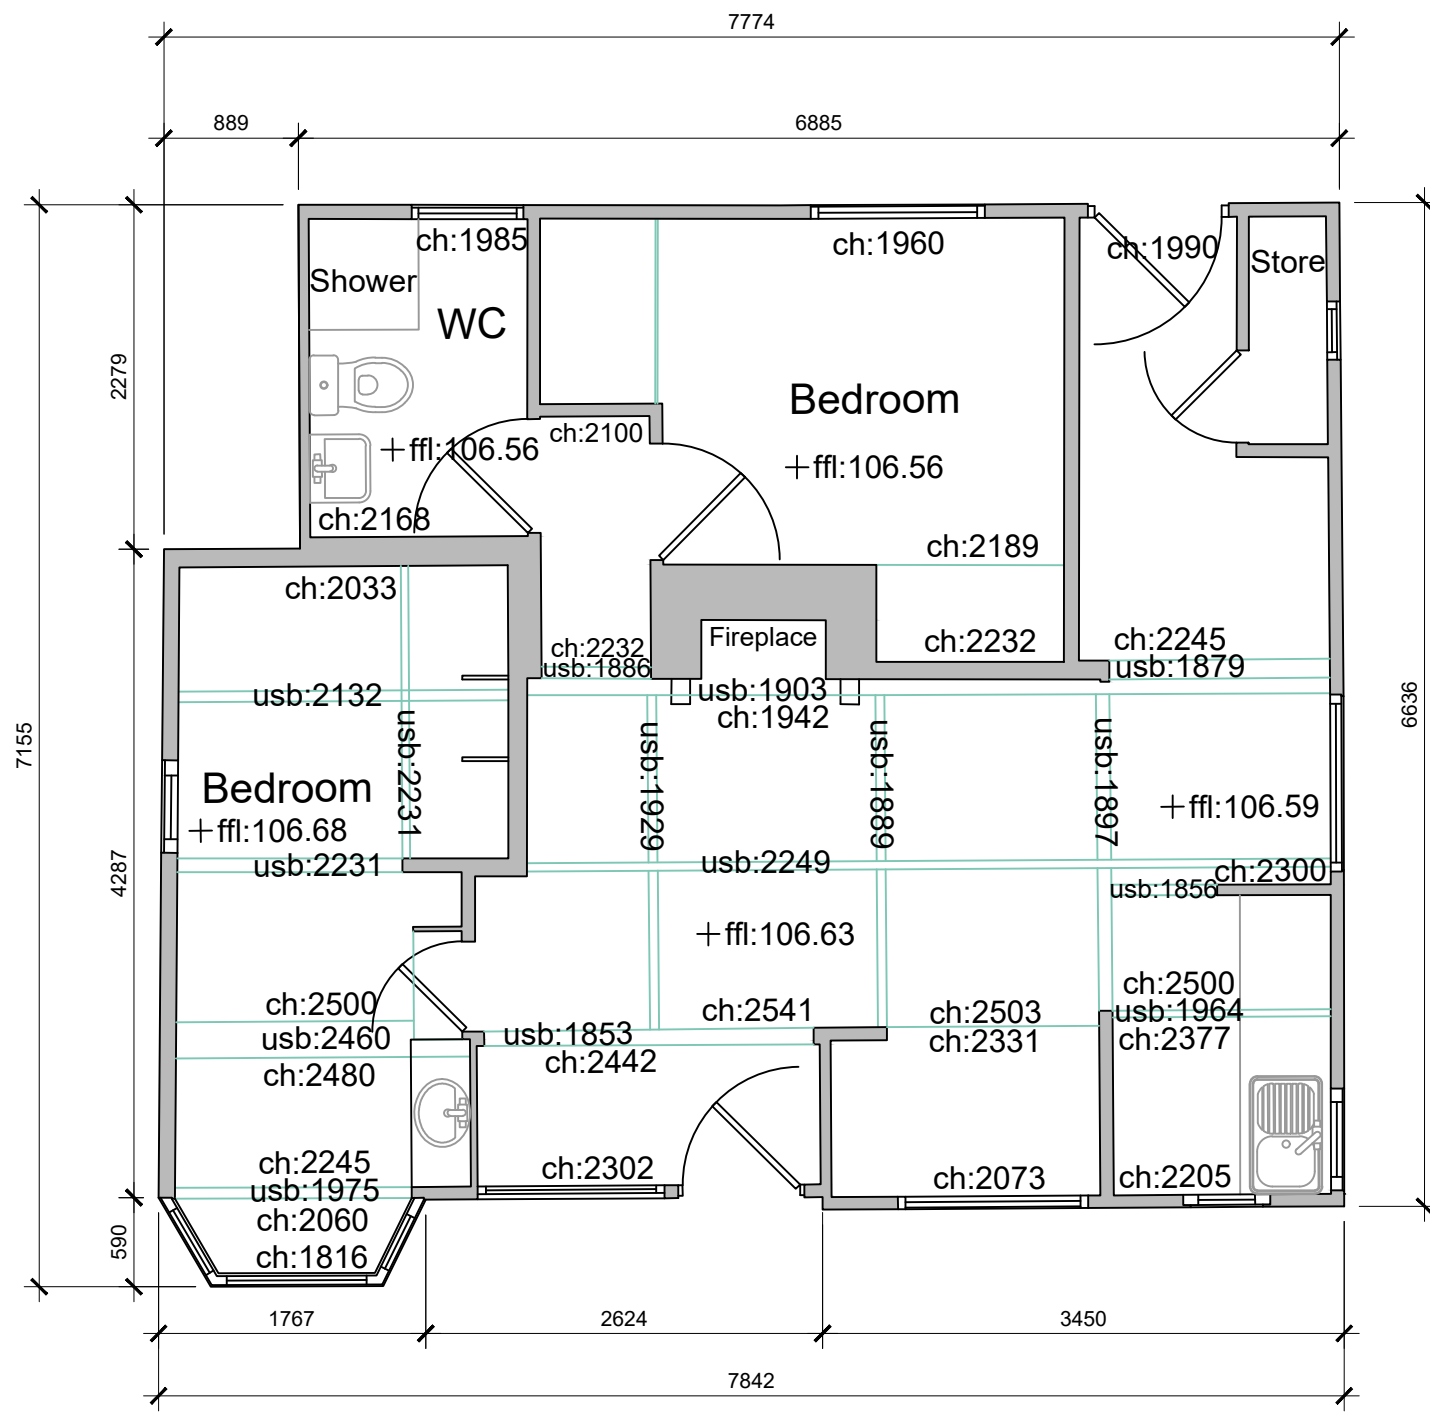 7774
889
6885
ch:1985
ch:1960
ch:1990
Store
Shower
WC
2279
Bedroom
ch:2100
+ffl:106.56
+ffl:106.56
ch:2168
ch:2189
ch:2033
Fireplace
ch:2232
ch:2245
ch:2232
usb:1886
usb:1879
usb:2132
usb:1903
ch:1942
usb:2231
usb:1929
usb:1889
usb:1897
6636
7155
Bedroom
+ffl:106.68
+ffl:106.59
usb:2231
usb:2249
ch:2300
usb:1856
4287
+ffl:106.63
ch:2500
ch:2500
ch:2541
ch:2503
usb:1964
usb:2460
usb:1853
ch:2331
ch:2377
ch:2442
ch:2480
ch:2245
ch:2302
ch:2073
ch:2205
usb:1975
ch:2060
590
ch:1816
1767
2624
3450
7842